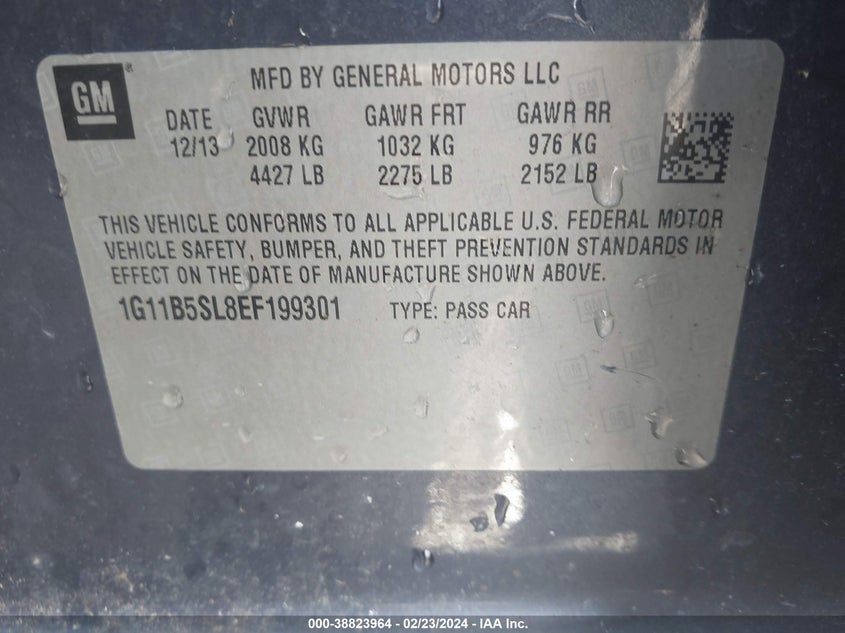 GM
MFD BY GENERAL MOTORS LLC
DATE GVWR GAWR FRT GAWR RR
12/13 2008 KG 1032 KG 976 KG
4427 LB 2275 LB 2152 LB
THIS VEHICLE CONFORMS TO ALL APPLICABLE U.S. FEDERAL MOTOR
VEHICLE SAFETY, BUMPER, AND THEFT PREVENTION STANDARDS IN
EFFECT ON THE DATE OF MANUFACTURE SHOWN ABOVE.
1G11B5SL8EF199301 TYPE: PASS CAR
000-38823964 - 02/23/2024 - IAA Inc.